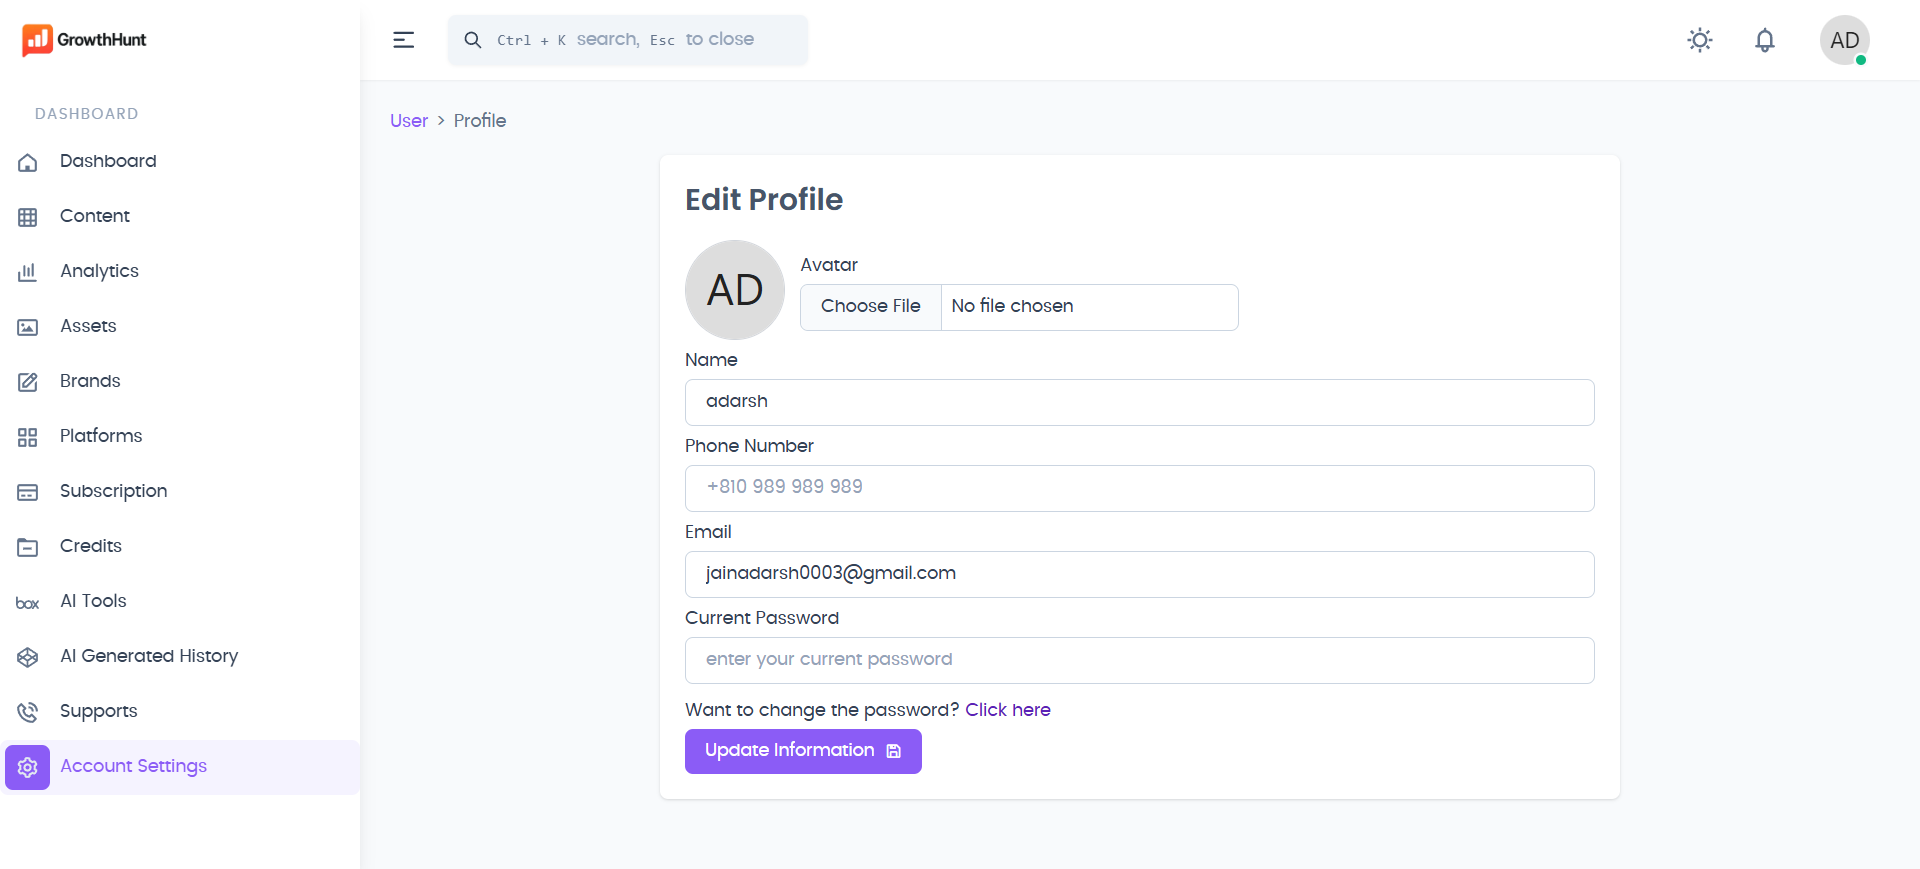 GrowthHunt
Ctrl + K search, Esc to close
AD
DASHBOARD
Dashboard
Content
Analytics
Assets
Brands
Platforms
Subscription
Credits
box AI Tools
AI Generated History
Supports
Account Settings
User > Profile
Edit Profile
AD
Avatar
Choose File No file chosen
Name
adarsh
Phone Number
+810 989 989 989
Email
jainadarsh0003@gmail.com
Current Password
enter your current password
Want to change the password? Click here
Update Information